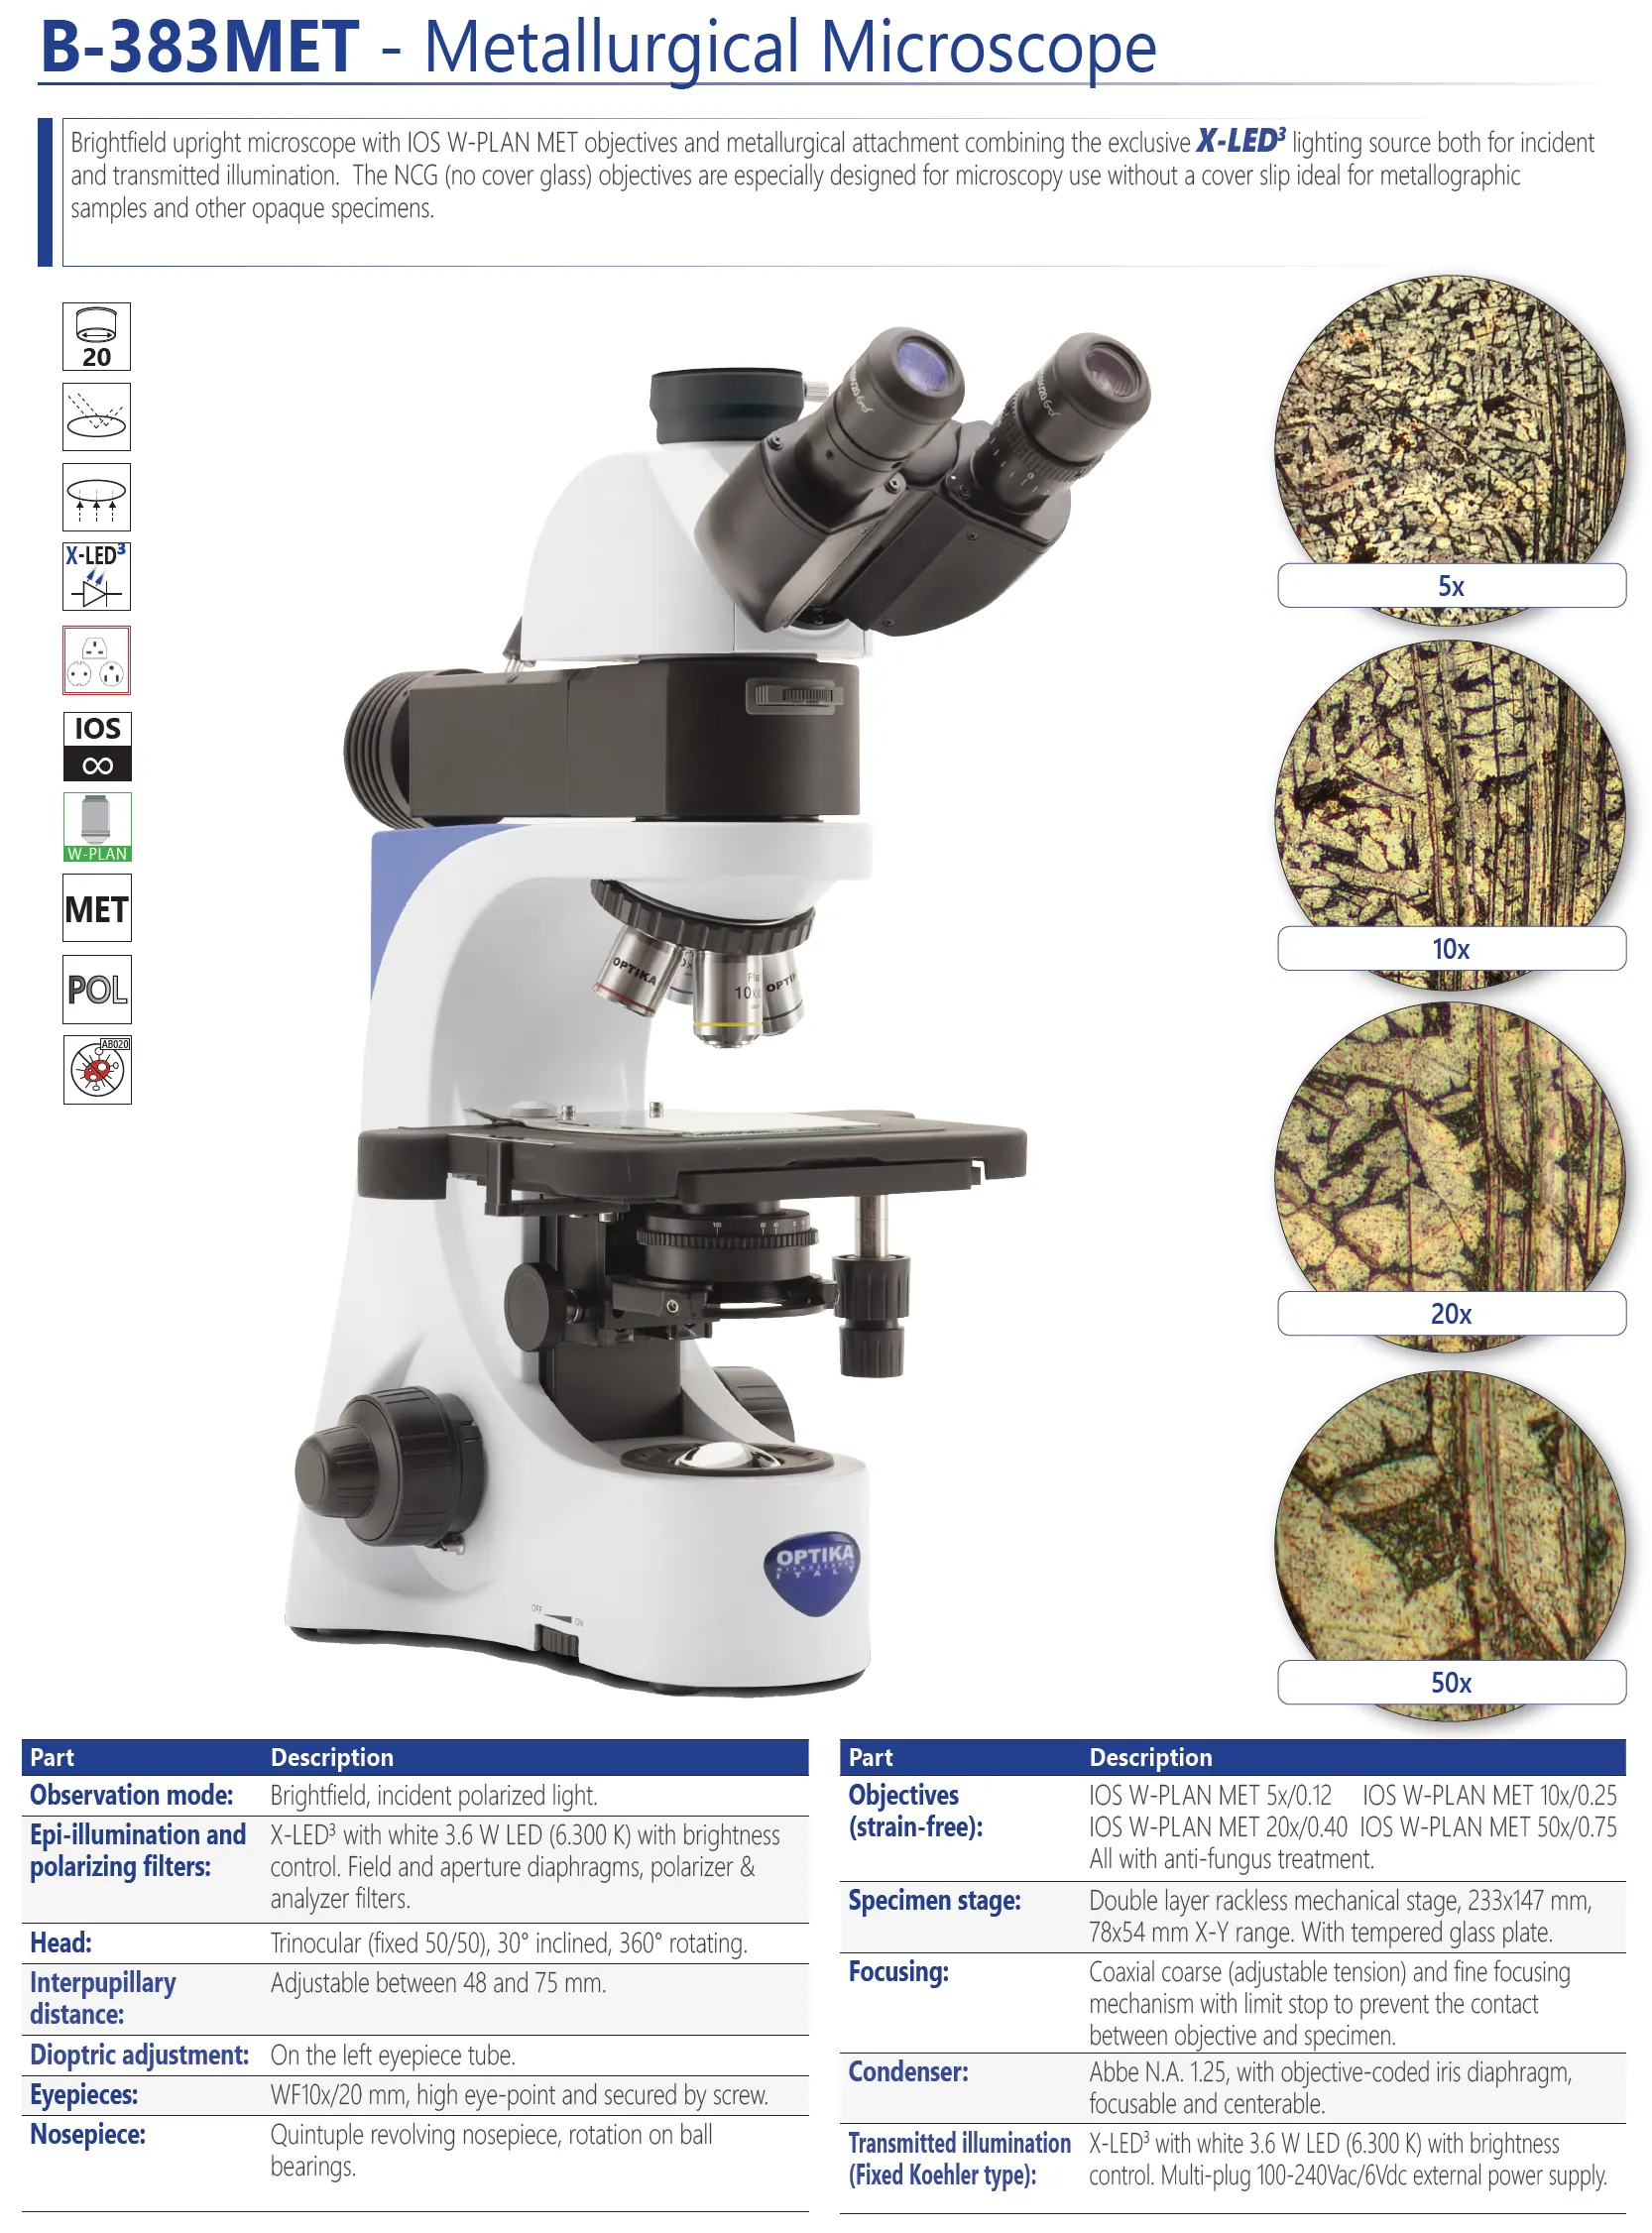 B-383MET - Metallurgical Microscope
Brightfield upright microscope with IOS W-PLAN MET objectives and metallurgical attachment combining the exclusive X-LED³ lighting source both for incident
and transmitted illumination. The NCG (no cover glass) objectives are especially designed for microscopy use without a cover slip ideal for metallographic
samples and other opaque specimens.
20
X-LED³
IOS
∞
W-PLAN
MET
POL
AB020
OPTIKA
10x
OPTI
100
OFF
ON
OPTIKA
MICROSCOPES
ITALY
5x
10x
20x
50x
Part Description
Observation mode: Brightfield, incident polarized light.
Epi-illumination and X-LED³ with white 3.6 W LED (6.300 K) with brightness
polarizing filters: control. Field and aperture diaphragms, polarizer &
analyzer filters.
Head: Trinocular (fixed 50/50), 30° inclined, 360° rotating.
Interpupillary Adjustable between 48 and 75 mm.
distance:
Dioptric adjustment: On the left eyepiece tube.
Eyepieces: WF10x/20 mm, high eye-point and secured by screw.
Nosepiece: Quintuple revolving nosepiece, rotation on ball
bearings.
Part Description
Objectives IOS W-PLAN MET 5x/0.12 IOS W-PLAN MET 10x/0.25
(strain-free): IOS W-PLAN MET 20x/0.40 IOS W-PLAN MET 50x/0.75
All with anti-fungus treatment.
Specimen stage: Double layer rackless mechanical stage, 233x147 mm,
78x54 mm X-Y range. With tempered glass plate.
Focusing: Coaxial coarse (adjustable tension) and fine focusing
mechanism with limit stop to prevent the contact
between objective and specimen.
Condenser: Abbe N.A. 1.25, with objective-coded iris diaphragm,
focusable and centerable.
Transmitted illumination X-LED³ with white 3.6 W LED (6.300 K) with brightness
(Fixed Koehler type): control. Multi-plug 100-240Vac/6Vdc external power supply.